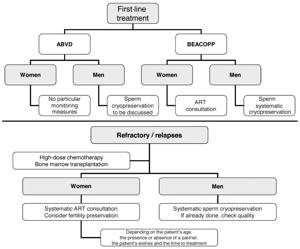 First-line
treatment
ABVD
BEACOPP
Women
Men
Women
Men
No particular
monitoring
measures
Sperm
cryopreservation
to be discussed
ART
consultation
Sperm
systematic
cryopreservation
Refractory / relapses
High-dose chemotherapy
Bone marrow transplantation
Women
Men
Systematic ART consultation
Consider fertility preservation
Systematic sperm cryopreservation
If already done, check quality
Depending on the patient's age,
the presence or absence of a partner,
the patient's wishes and the time to treatment